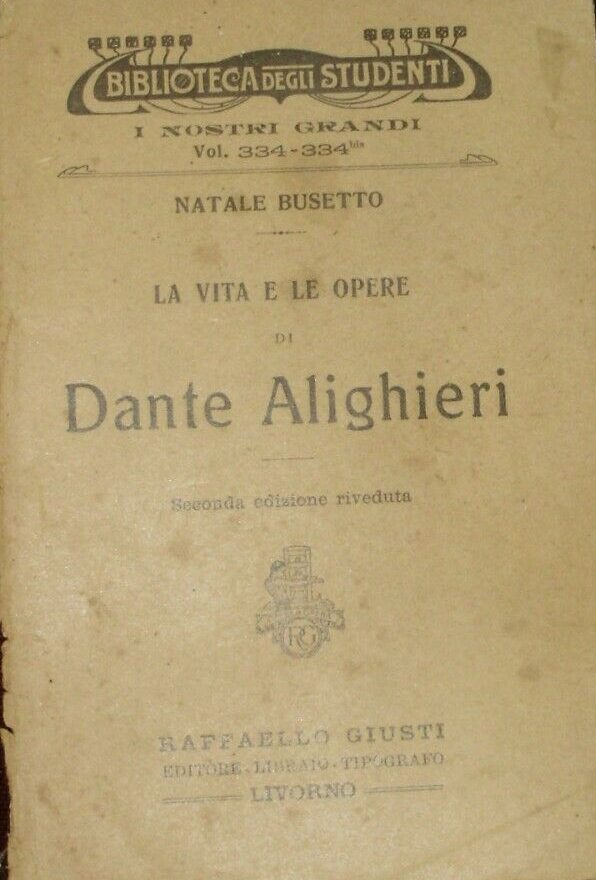 BIBLIOTECA DEGLI STUDENTI
I NOSTRI GRANDI
Vol. 334-334bis
NATALE BUSETTO
LA VITA E LE OPERE
DI
Dante Alighieri
Seconda edizione riveduta
RG
RAFFAELLO GIUSTI
EDITORE-LIBRAIO-TIPOGRAFO
LIVORNO